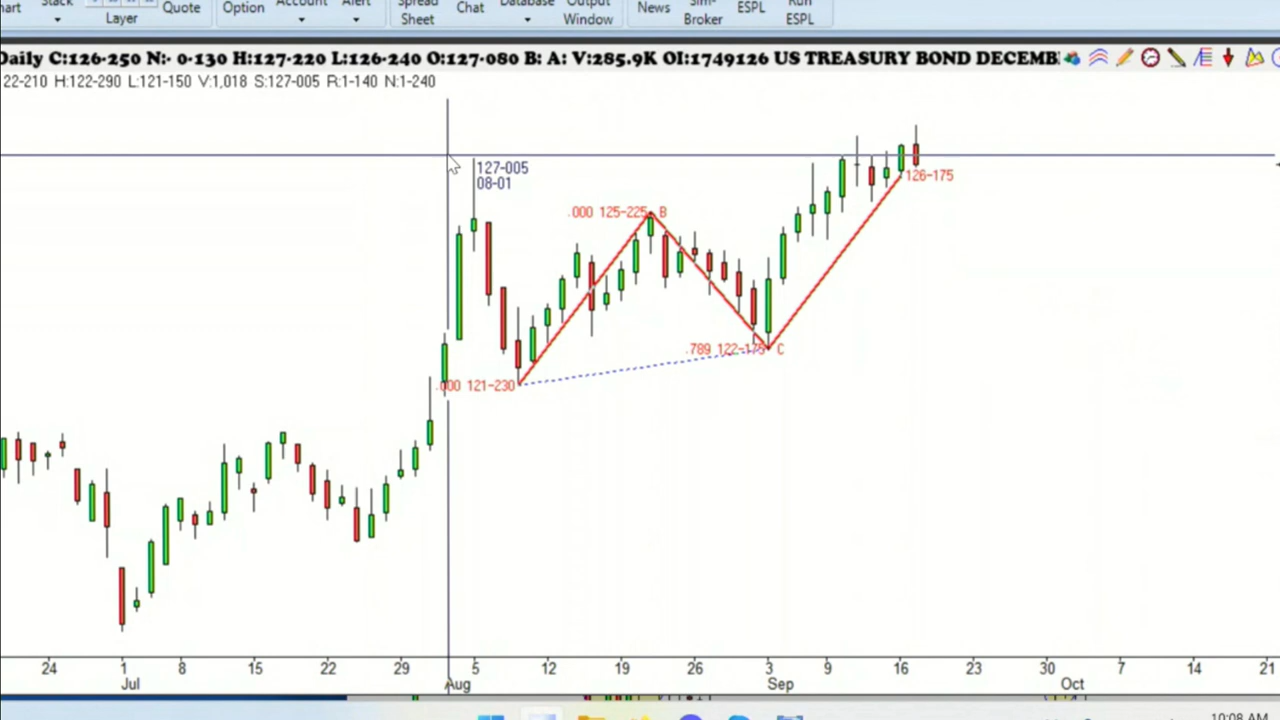 Stack
Layer
Quote
Option
Account
Alert
Spread
Sheet
Chat
Database
Output
Window
News
Sim-
Broker
ESPL
Run
ESPL
Daily C:126-250 N:- 0-130 H:127-220 L:126-240 O:127-080 B: A: V:285.9K OI:1749126 US TREASURY BOND DECEMB
22-210 H:122-290 L:121-150 V:1,018 S:127-005 R:1-140 N:1-240
127-005
08-01
126-175
.000 125-225 B
.789 122-175 C
.000 121-230
24 1 8 15 22 29 5 12 19 26 3 9 16 23 30 7 14 21
Jul Aug Sep Oct
10:08 AM